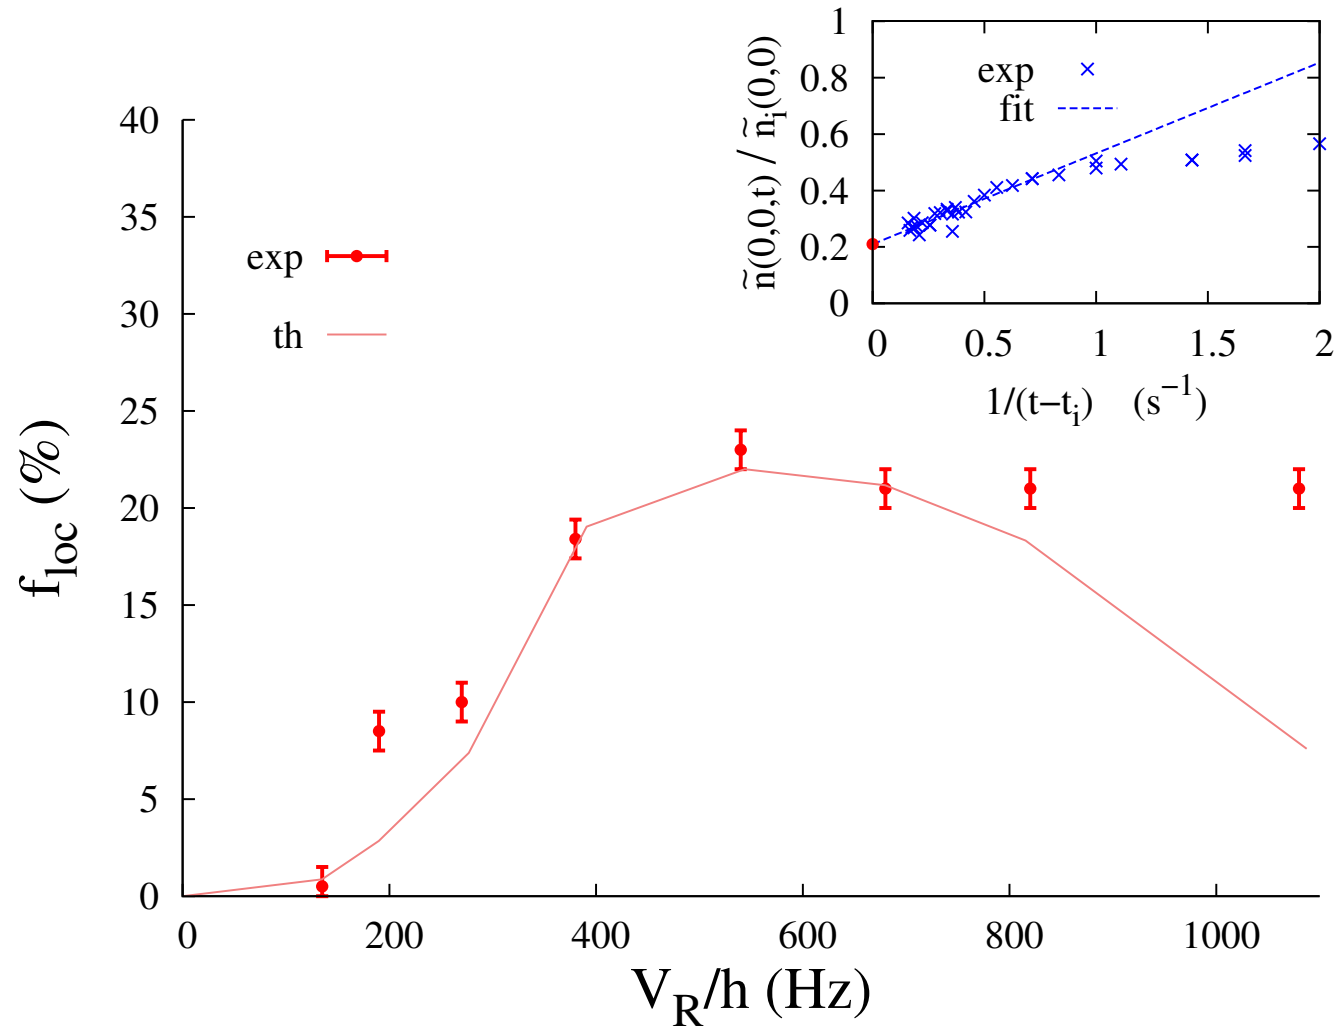 1
0.8
0.6
0.4
0.2
0
ñ(0,0,t) / ñi(0,0)
exp
fit
0 0.5 1 1.5 2
1/(t−ti) (s−1)
40
35
30
25
20
15
10
5
0
floc (%)
exp
th
0 200 400 600 800 1000
VR/h (Hz)